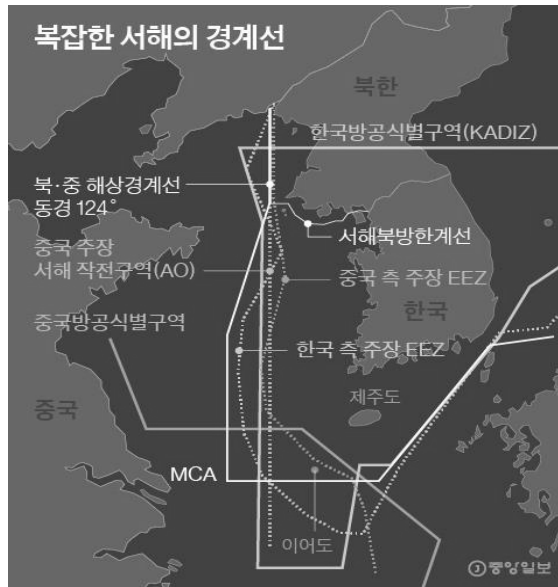 복잡한 서해의 경계선
북한
한국방공식별구역(KADIZ)
북·중 해상경계선
동경 124°
서해북방한계선
중국 주장
서해 작전구역(AO)
중국 측 주장 EEZ
한국
중국방공식별구역
한국 측 주장 EEZ
제주도
중국
MCA
이어도
J 중앙일보